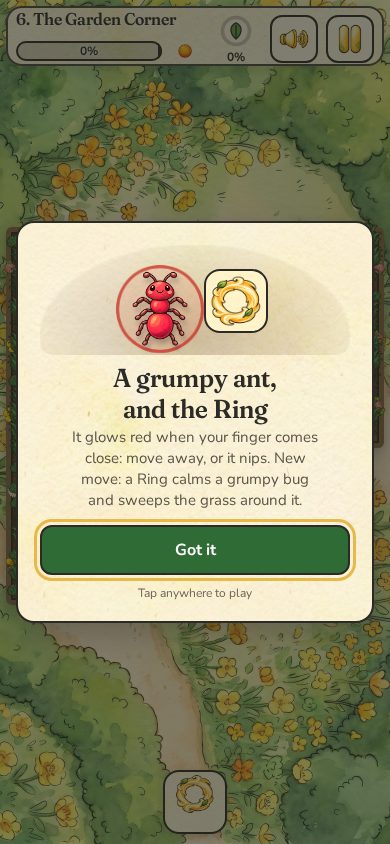 6. The Garden Corner
0%
0%
A grumpy ant,
and the Ring
It glows red when your finger comes
close: move away, or it nips. New
move: a Ring calms a grumpy bug
and sweeps the grass around it.
Got it
Tap anywhere to play